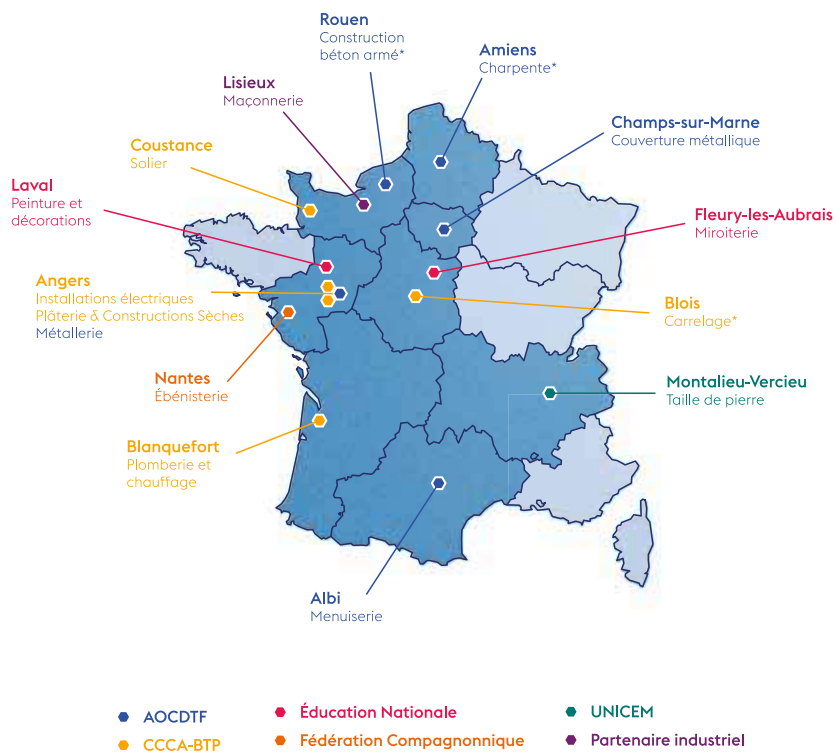 Rouen
Construction
béton armé*
Amiens
Charpente*
Lisieux
Maçonnerie
Champs-sur-Marne
Couverture métallique
Coustance
Solier
Laval
Peinture et
décorations
Fleury-les-Aubrais
Miroiterie
Angers
Installations électriques
Plâterie & Constructions Sèches
Métallerie
Blois
Carrelage*
Nantes
Ébénisterie
Montalieu-Vercieu
Taille de pierre
Blanquefort
Plomberie et
chauffage
Albi
Menuiserie
AOCDTF
Éducation Nationale
UNICEM
CCCA-BTP
Fédération Compagnonnique
Partenaire industriel